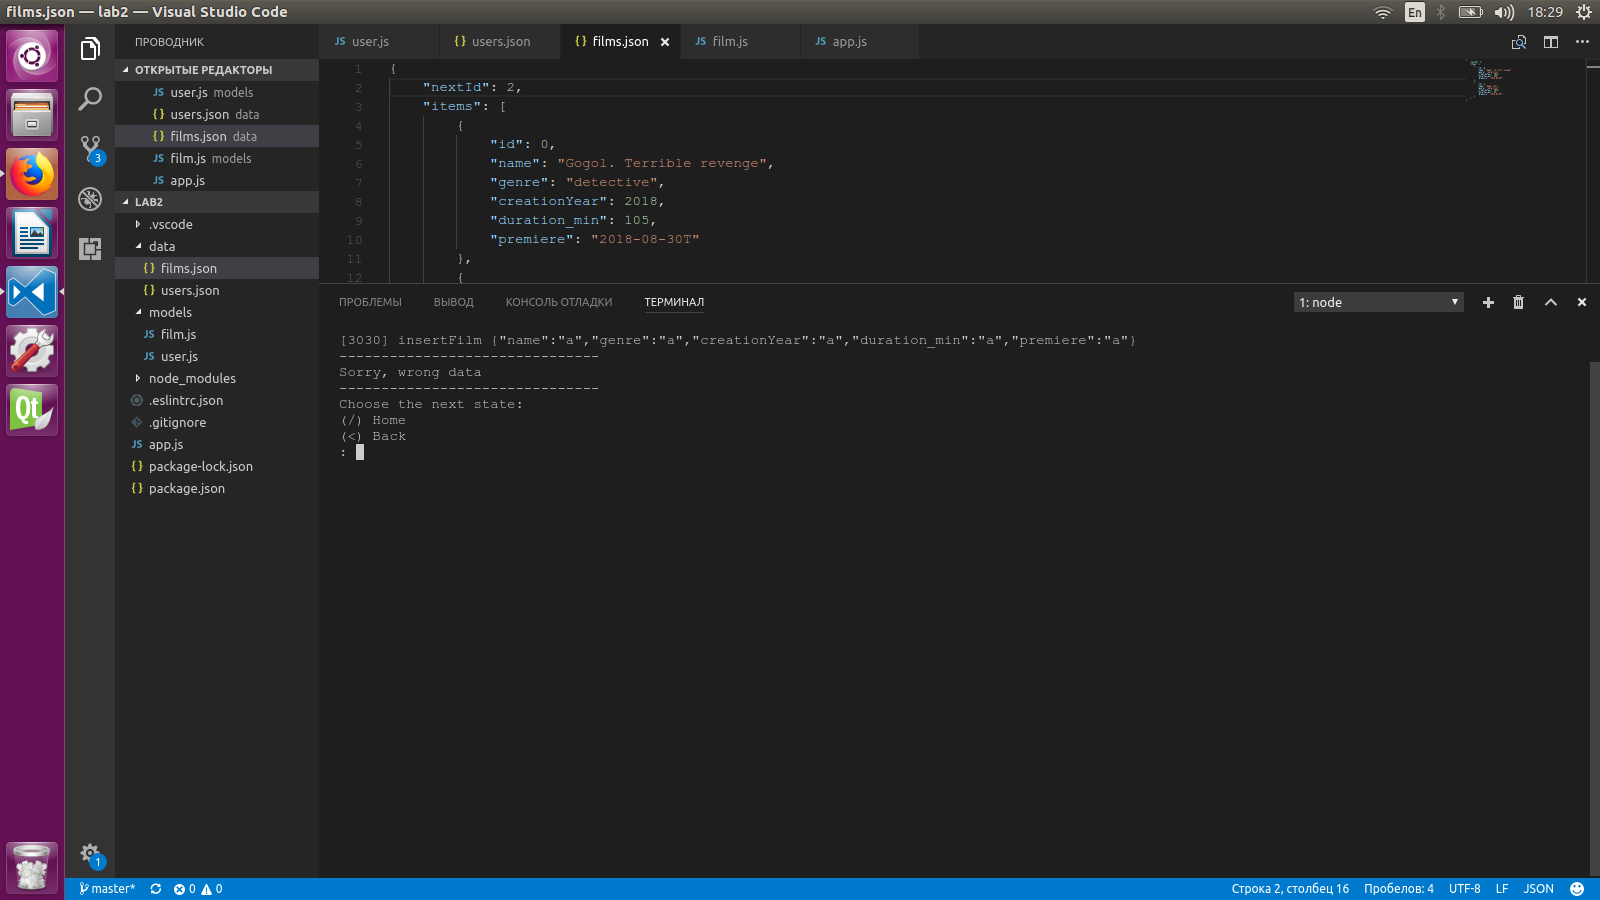 films.json — lab2 — Visual Studio Code
En
18:29
ПРОВОДНИК
ОТКРЫТЫЕ РЕДАКТОРЫ
JS user.js models
{} users.json data
{} films.json data
JS film.js models
JS app.js
LAB2
.vscode
data
{} films.json
{} users.json
models
JS film.js
JS user.js
node_modules
.eslintrc.json
.gitignore
JS app.js
{} package-lock.json
{} package.json
3
1
Qt
JS user.js
{} users.json
{} films.json
JS film.js
JS app.js
1 {
2 "nextId": 2,
3 "items": [
4 {
5 "id": 0,
6 "name": "Gogol. Terrible revenge",
7 "genre": "detective",
8 "creationYear": 2018,
9 "duration_min": 105,
10 "premiere": "2018-08-30T"
11 },
12 {
ПРОБЛЕМЫ ВЫВОД КОНСОЛЬ ОТЛАДКИ ТЕРМИНАЛ
1: node
[3030] insertFilm {"name":"a","genre":"a","creationYear":"a","duration_min":"a","premiere":"a"}
-------------------------------
Sorry, wrong data
-------------------------------
Choose the next state:
(/) Home
(<) Back
:
master* 0 0
Строка 2, столбец 16 Пробелов: 4 UTF-8 LF JSON